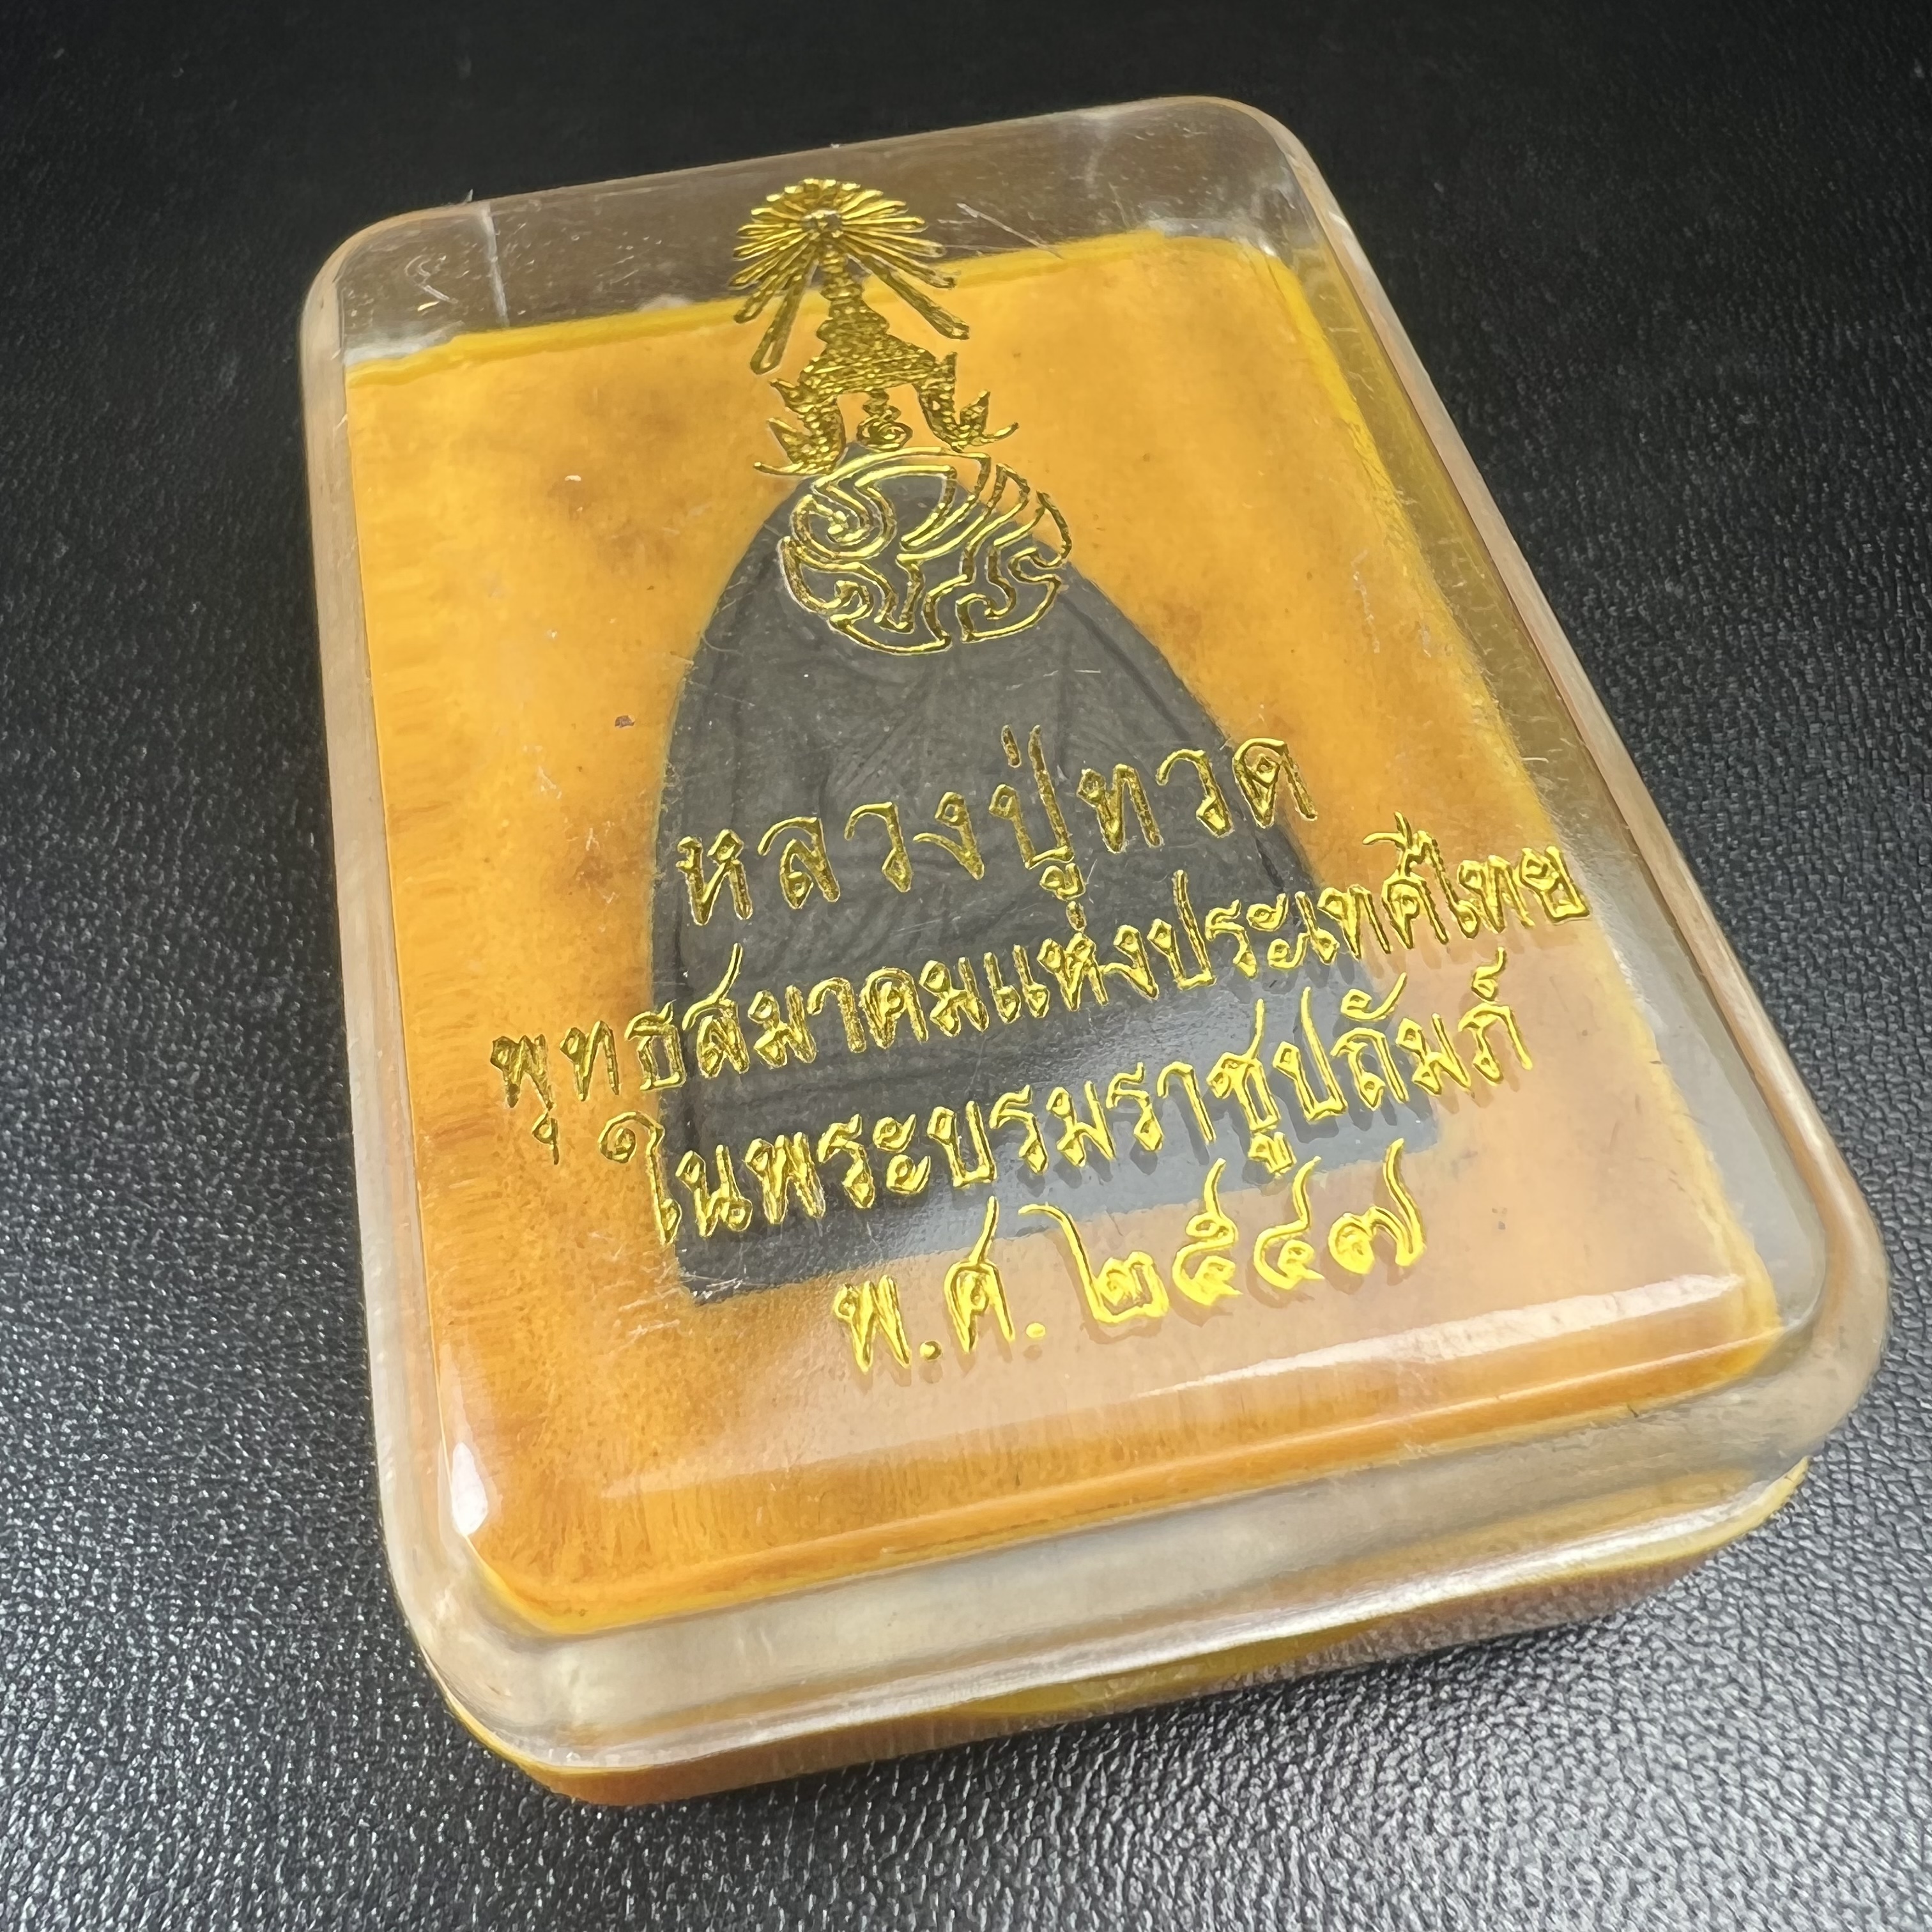 หลวงปู่ทวด
พุทธสมาคมแห่งประเทศไทย
ในพระบรมราชูปถัมภ์
พ.ศ. ๒๕๔๗